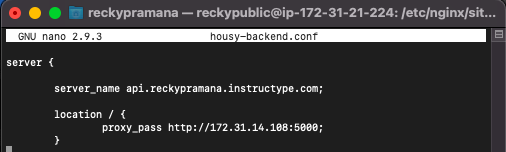 reckypramana — reckypublic@ip-172-31-21-224: /etc/nginx/sit...
GNU nano 2.9.3 housy-backend.conf
server {
server_name api.reckypramana.instructype.com;
location / {
proxy_pass http://172.31.14.108:5000;
}